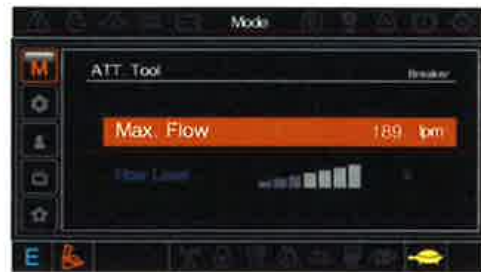 Mode
M
ATT. Tool
Breaker
Max. Flow 189. lpm
Flow Level
E